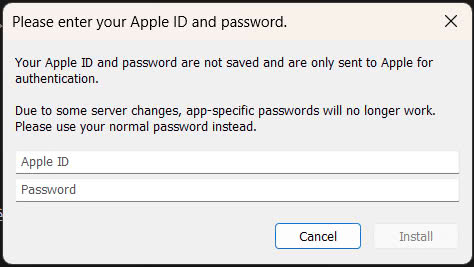 Please enter your Apple ID and password.
Your Apple ID and password are not saved and are only sent to Apple for
authentication.
Due to some server changes, app-specific passwords will no longer work.
Please use your normal password instead.
Apple ID
Password
Cancel
Install